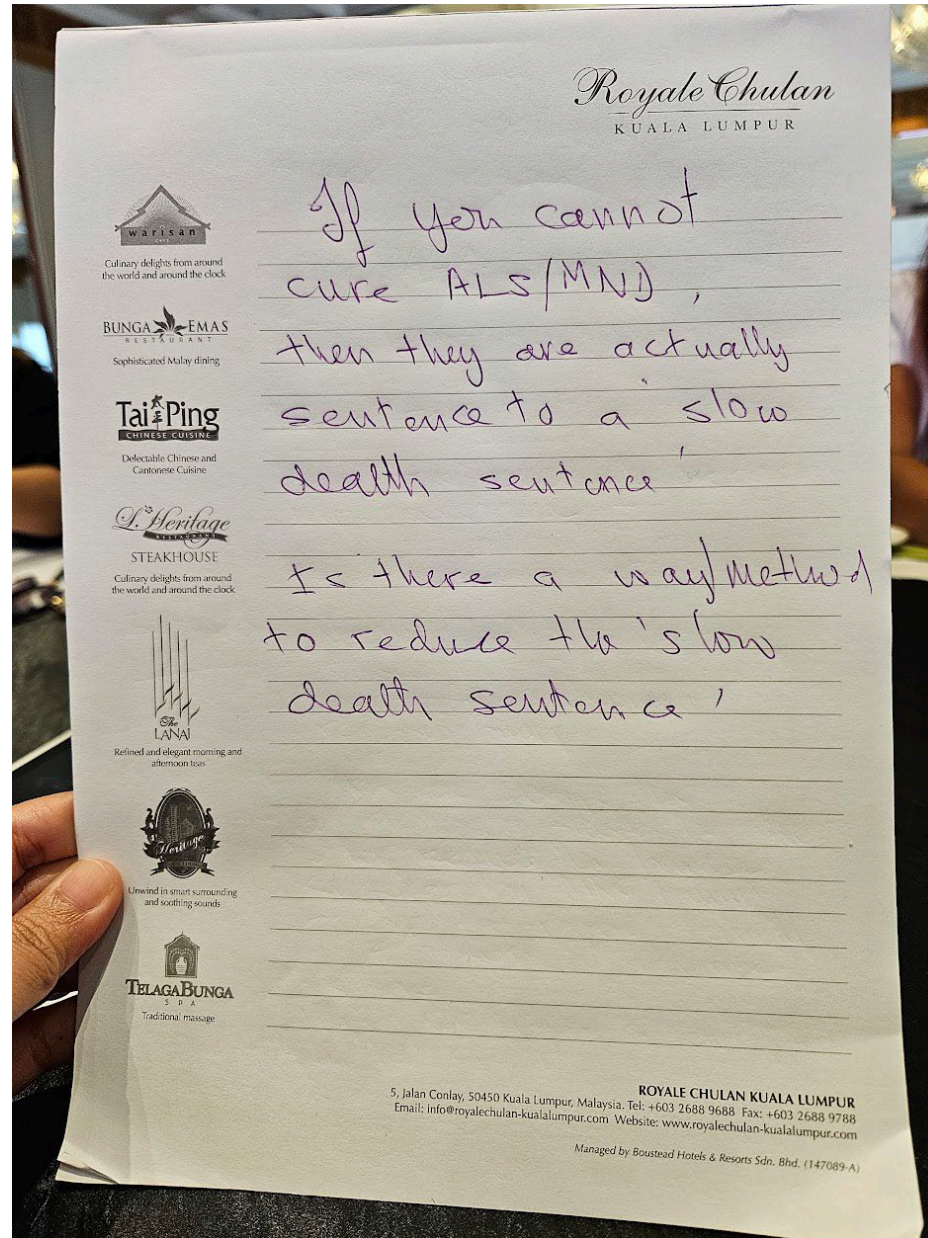 Royale Chulan
KUALA LUMPUR
If you cannot
cure ALS/MND,
then they are actually
sentence to a 'slow
death sentence'
Is there a way/method
to reduce the 'slow
death sentence'
warisan
CAFE
Culinary delights from around
the world and around the clock
BUNGA EMAS
RESTAURANT
Sophisticated Malay dining
Tai Ping
CHINESE CUISINE
Delectable Chinese and
Cantonese Cuisine
L'Heritage
RESTAURANT
STEAKHOUSE
Culinary delights from around
the world and around the clock
The
LANAI
Refined and elegant morning and
afternoon teas
Heritage
Unwind in smart surrounding
and soothing sounds
TELAGA BUNGA
SPA
Traditional massage
ROYALE CHULAN KUALA LUMPUR
5, Jalan Conlay, 50450 Kuala Lumpur, Malaysia. Tel: +603 2688 9688 Fax: +603 2688 9788
Email: info@royalechulan-kualalumpur.com Website: www.royalechulan-kualalumpur.com
Managed by Boustead Hotels & Resorts Sdn. Bhd. (147089-A)